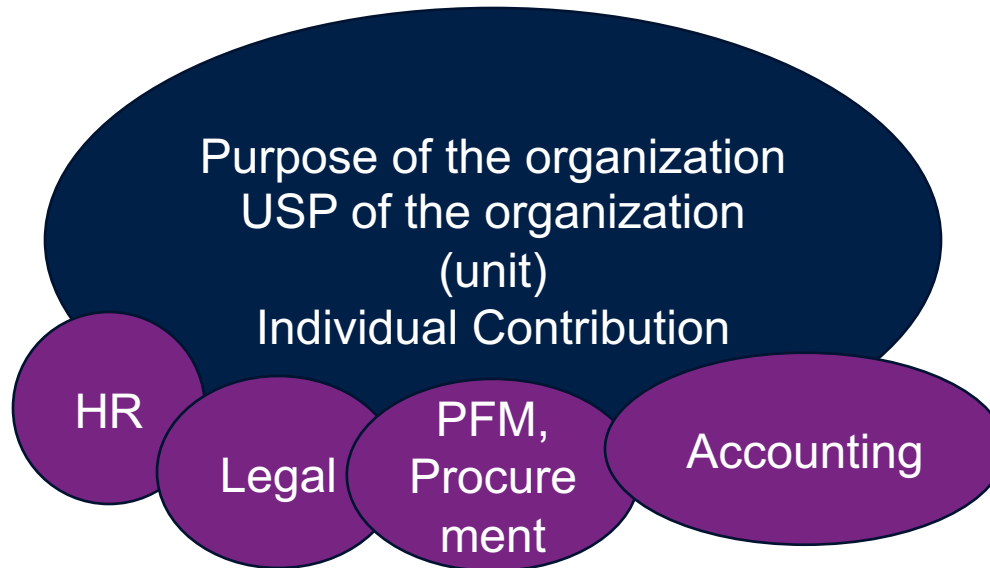 Purpose of the organization
USP of the organization
(unit)
Individual Contribution
HR
Legal
PFM,
Procure
ment
Accounting